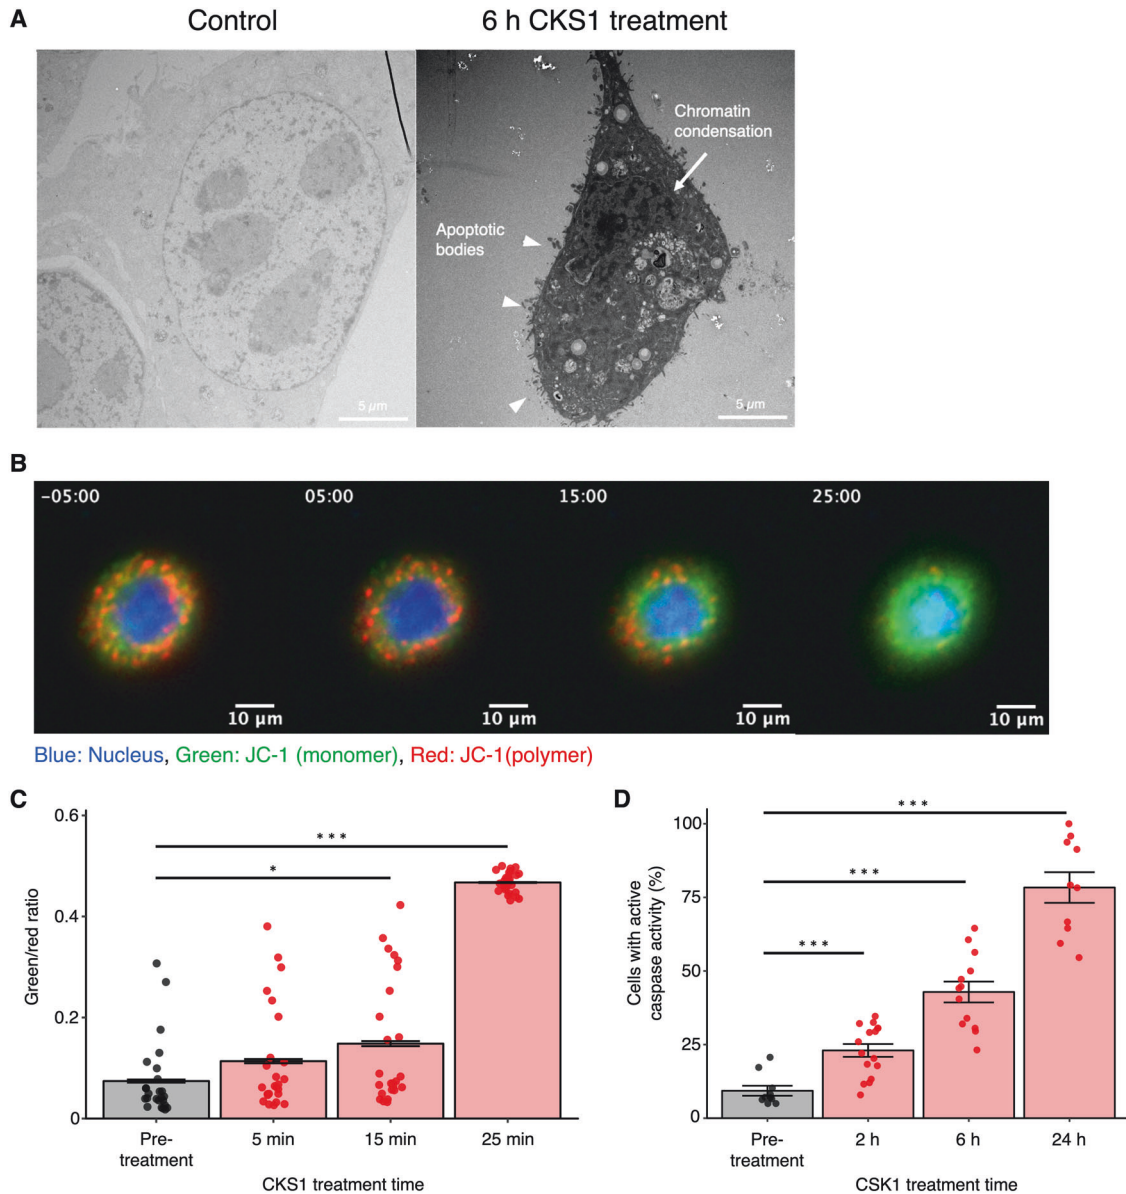 A
Control
6 h CKS1 treatment
Chromatin
condensation
Apoptotic
bodies
5 µm
5 µm
B
−05:00
05:00
15:00
25:00
10 µm
10 µm
10 µm
10 µm
Blue: Nucleus, Green: JC-1 (monomer), Red: JC-1(polymer)
C
Green/red ratio
0.6
0.4
0.2
0
***
*
Pre-
treatment
5 min
15 min
25 min
CKS1 treatment time
D
Cells with active
caspase activity (%)
100
75
50
25
0
***
***
***
Pre-
treatment
2 h
6 h
24 h
CSK1 treatment time